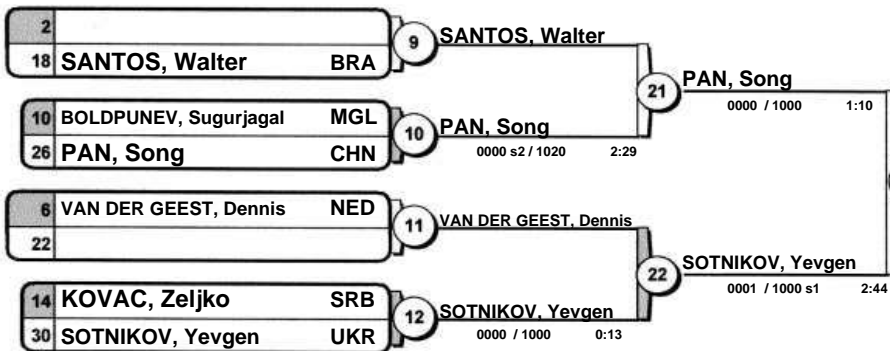 2
18 SANTOS, Walter BRA
9
SANTOS, Walter
10 BOLDPUNEV, Sugurjagal MGL
26 PAN, Song CHN
10
PAN, Song
0000 s2 / 1020 2:29
21
PAN, Song
0000 / 1000 1:10
6 VAN DER GEEST, Dennis NED
22
11
VAN DER GEEST, Dennis
14 KOVAC, Zeljko SRB
30 SOTNIKOV, Yevgen UKR
12
SOTNIKOV, Yevgen
0000 / 1000 0:13
22
SOTNIKOV, Yevgen
0001 / 1000 s1 2:44